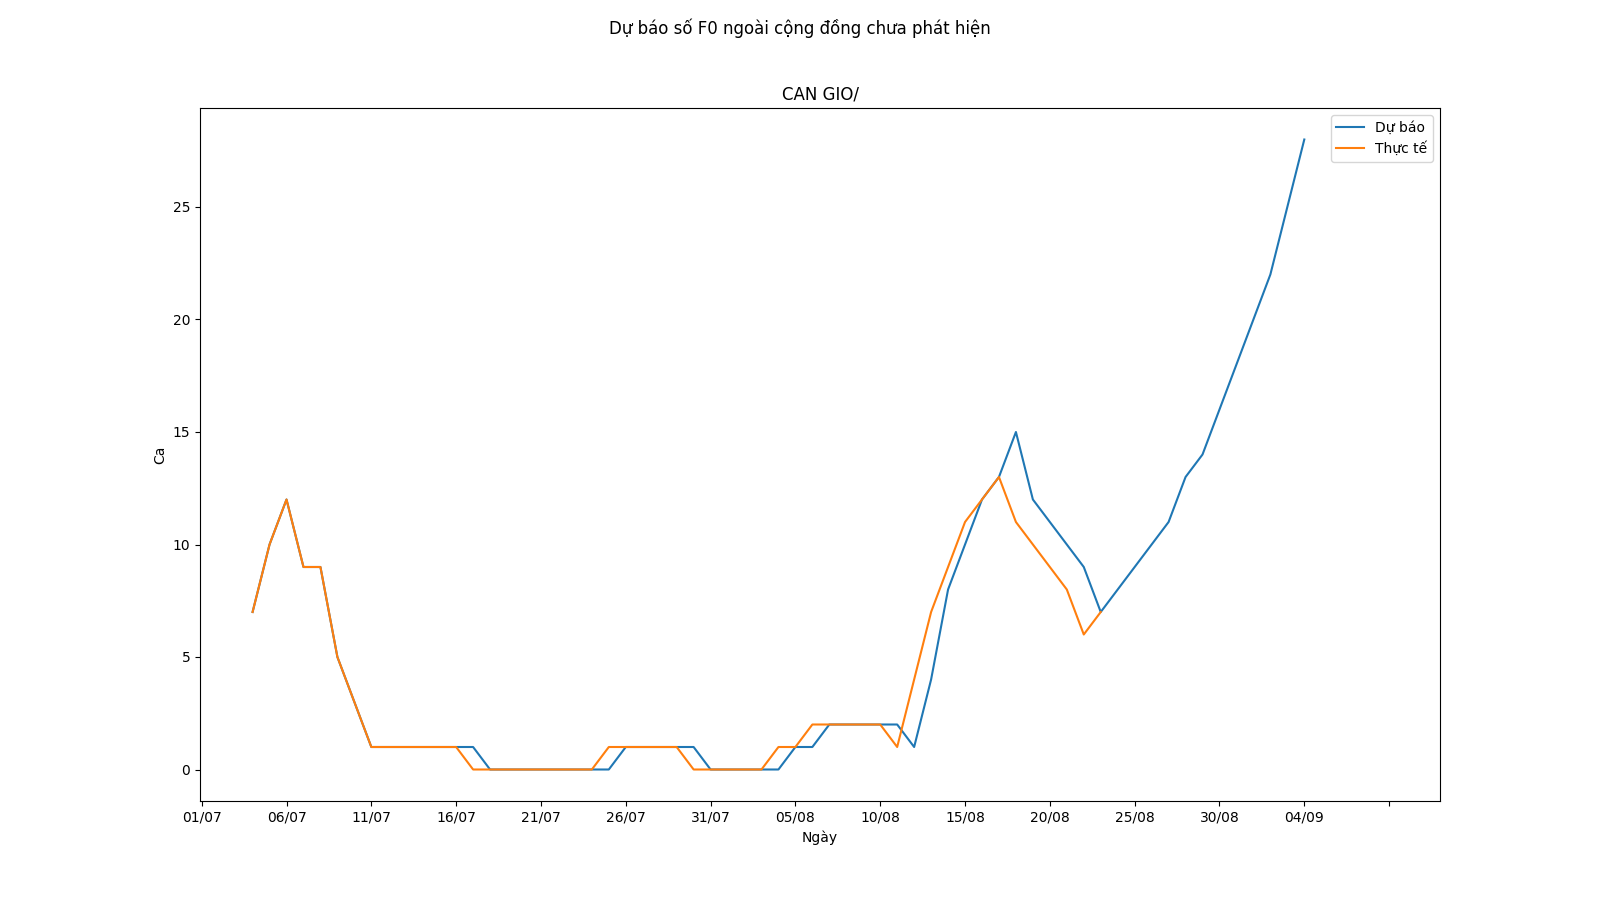 Dự báo số F0 ngoài cộng đồng chưa phát hiện
CAN GIO/
Dự báo
Thực tế
25
20
15
10
5
0
Ca
01/07 06/07 11/07 16/07 21/07 26/07 31/07 05/08 10/08 15/08 20/08 25/08 30/08 04/09
Ngày